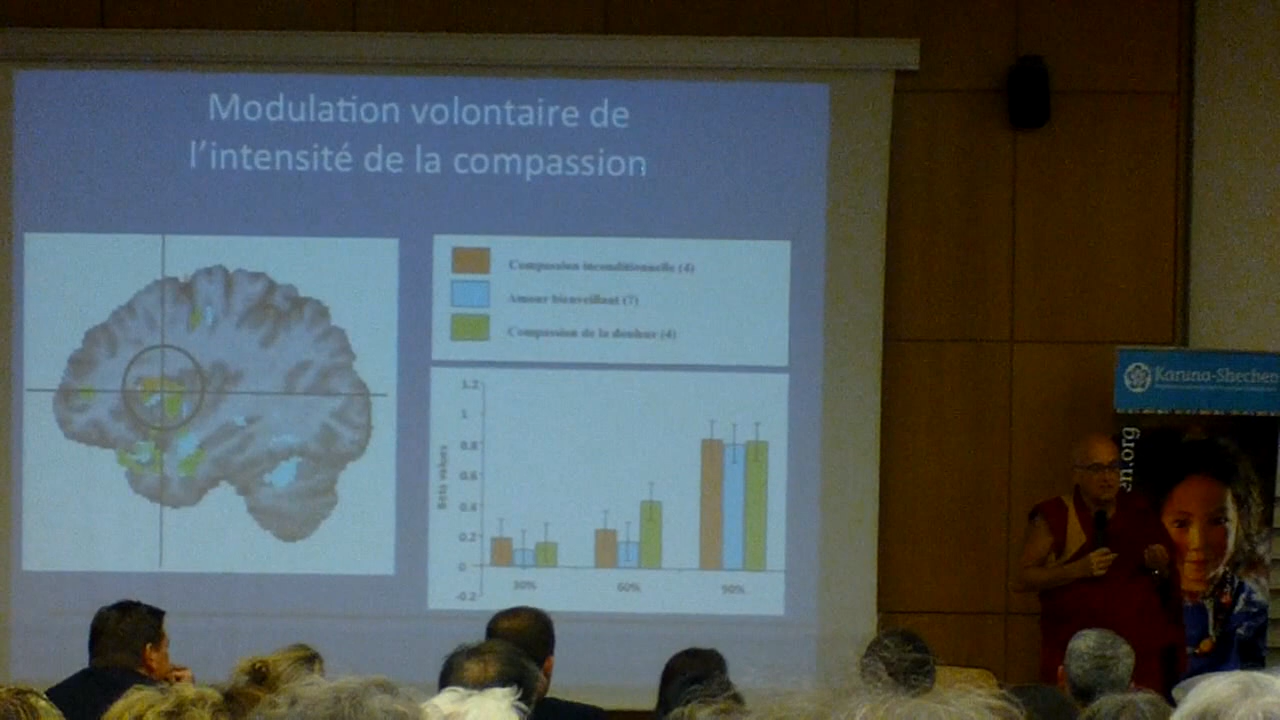 Modulation volontaire de
l'intensité de la compassion
Compassion inconditionnelle (4)
Amour bienveillant (7)
Compassion de la douleur (4)
1.2
1
0.8
0.6
0.4
0.2
0
-0.2
Beta values
30%
60%
90%
Karuna-Shechen
en.org